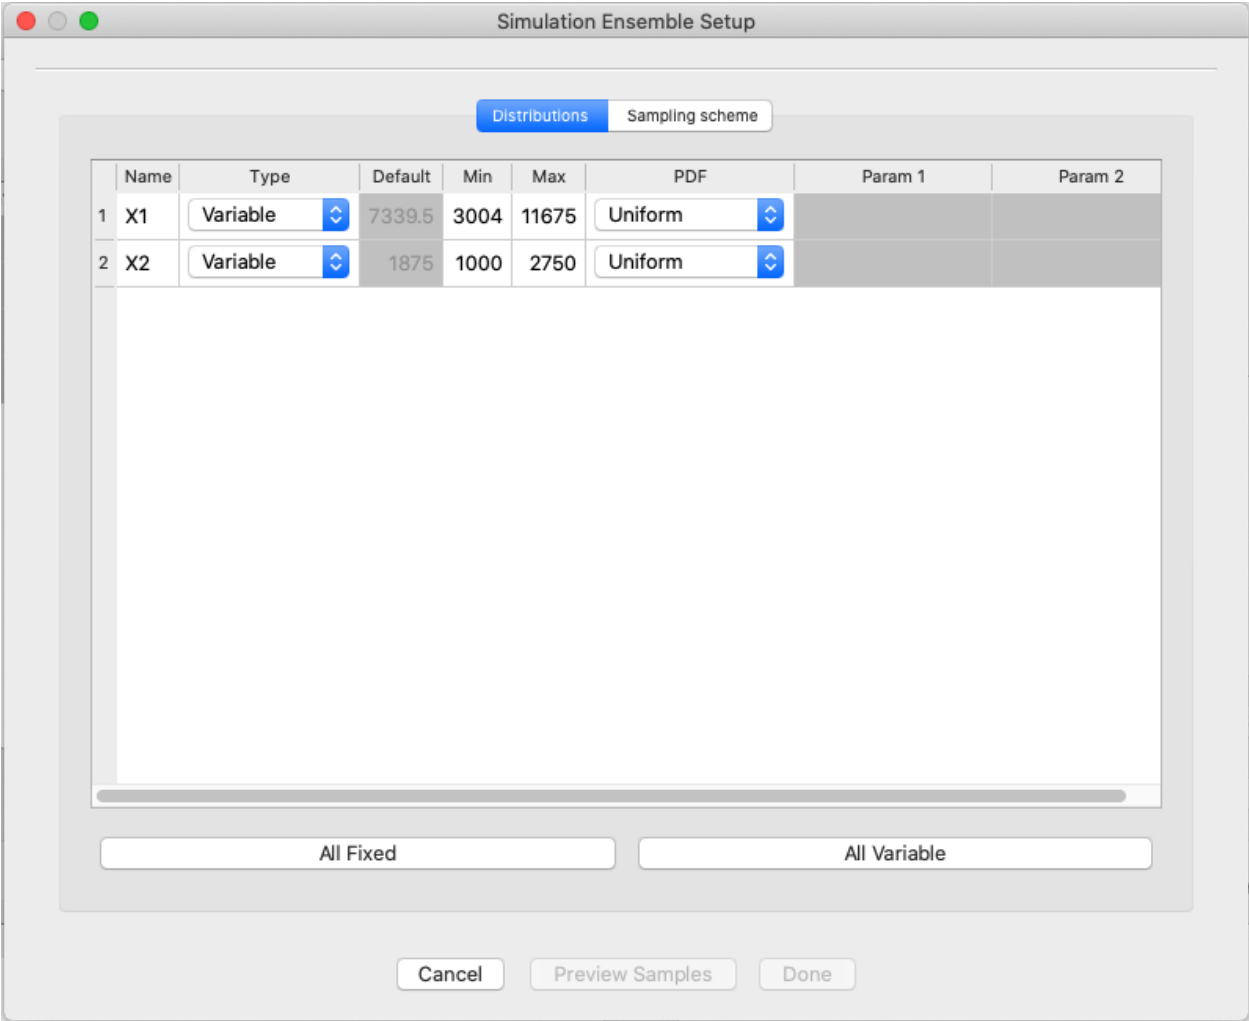 Simulation Ensemble Setup
Distributions Sampling scheme
Name Type Default Min Max PDF Param 1 Param 2
1 X1 Variable 7339.5 3004 11675 Uniform
2 X2 Variable 1875 1000 2750 Uniform
All Fixed All Variable
Cancel Preview Samples Done